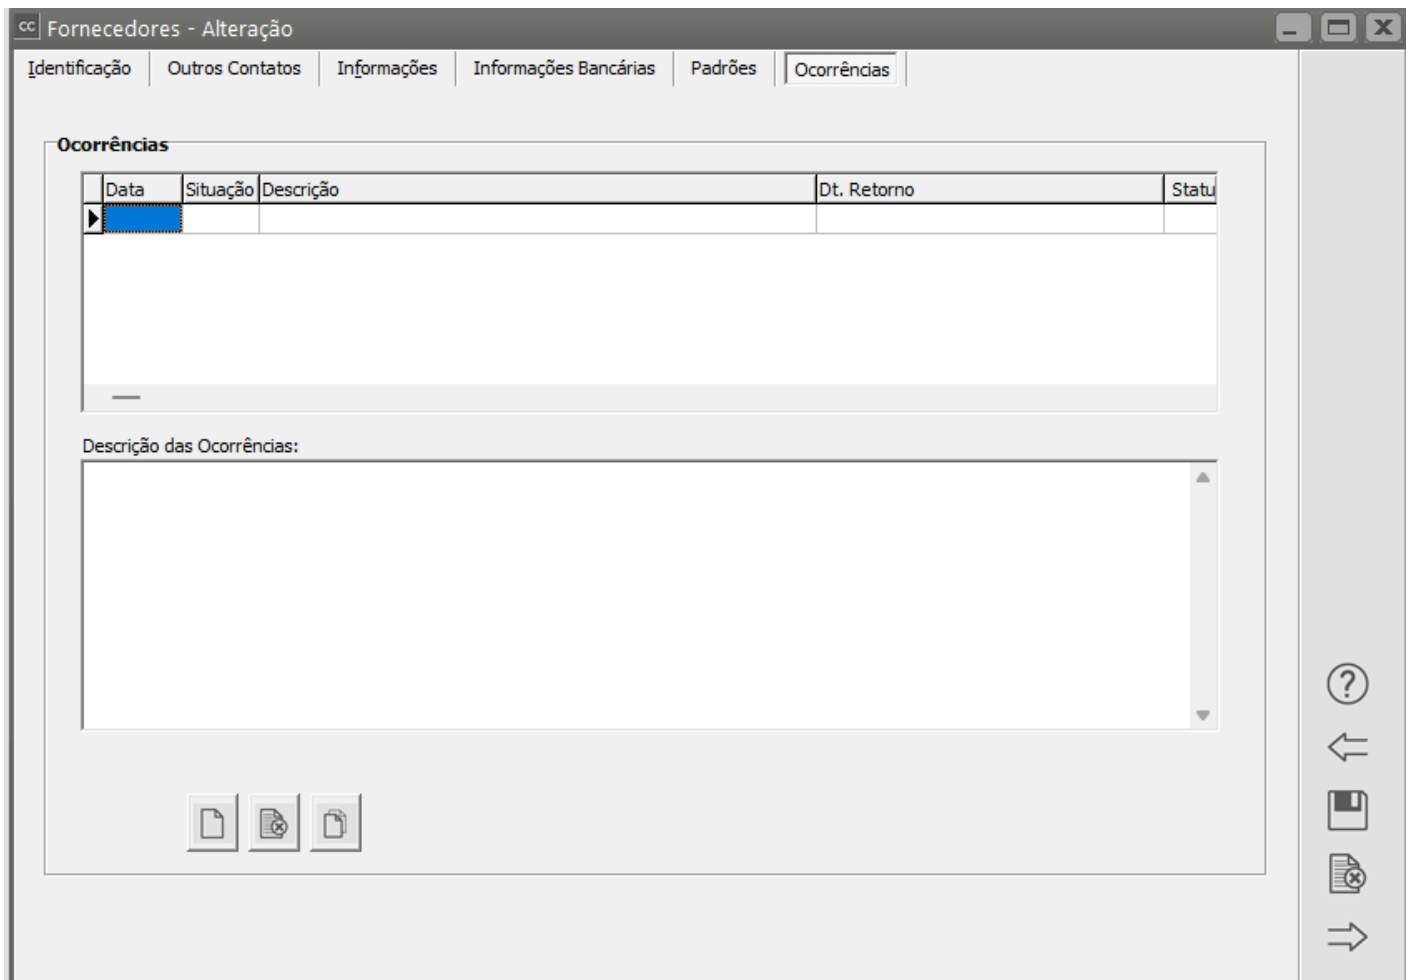 cc Fornecedores - Alteração
Identificação Outros Contatos Informações Informações Bancárias Padrões Ocorrências
Ocorrências
Data Situação Descrição Dt. Retorno Statu
Descrição das Ocorrências:
?